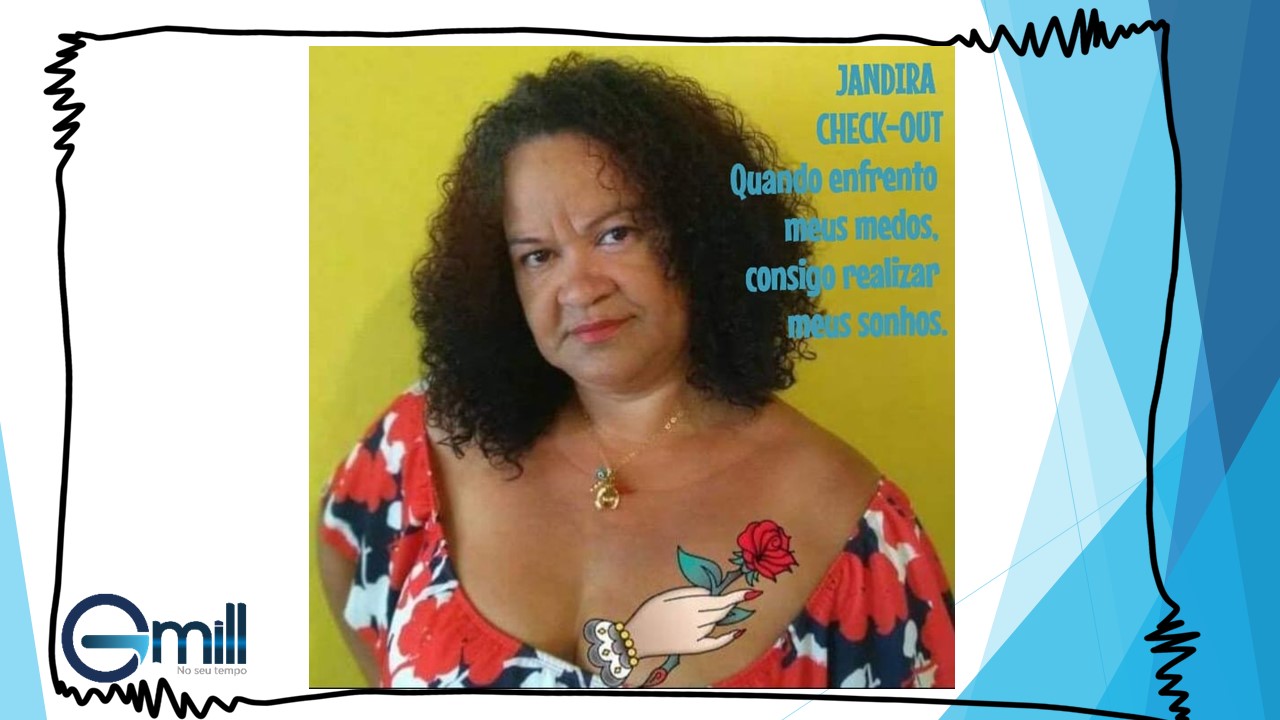 JANDIRA
CHECK-OUT
Quando enfrento
meus medos,
consigo realizar
meus sonhos.
Gmill
No seu tempo